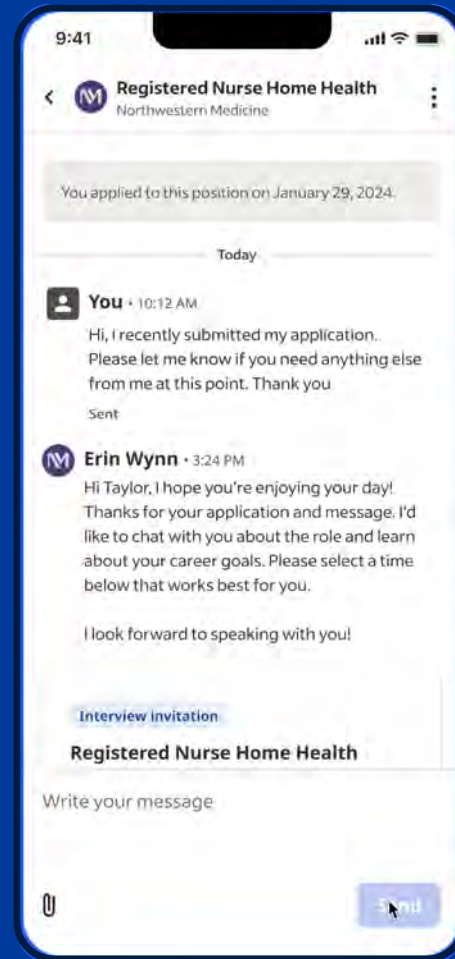 9:41
Registered Nurse Home Health
Northwestern Medicine
You applied to this position on January 29, 2024.
Today
You • 10:12 AM
Hi, I recently submitted my application.
Please let me know if you need anything else
from me at this point. Thank you
Sent
Erin Wynn • 3:24 PM
Hi Taylor, I hope you're enjoying your day!
Thanks for your application and message. I'd
like to chat with you about the role and learn
about your career goals. Please select a time
below that works best for you.
I look forward to speaking with you!
Interview invitation
Registered Nurse Home Health
Write your message
Send